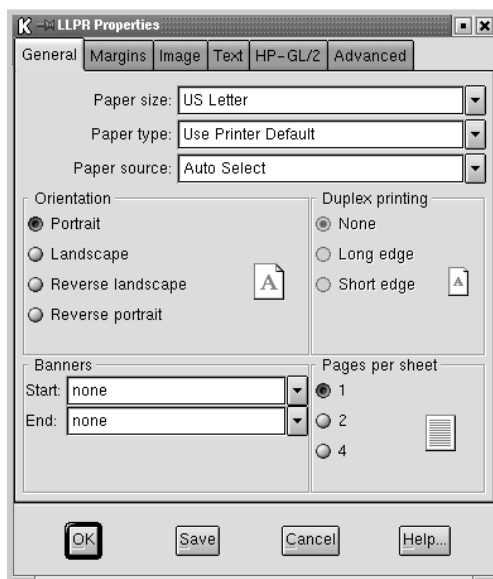 LLPR Properties
General Margins Image Text HP-GL/2 Advanced
Paper size: US Letter
Paper type: Use Printer Default
Paper source: Auto Select
Orientation
Portrait
Landscape
Reverse landscape
Reverse portrait
A
Duplex printing
None
Long edge
Short edge
A
Banners
Start: none
End: none
Pages per sheet
1
2
4
OK Save Cancel Help...